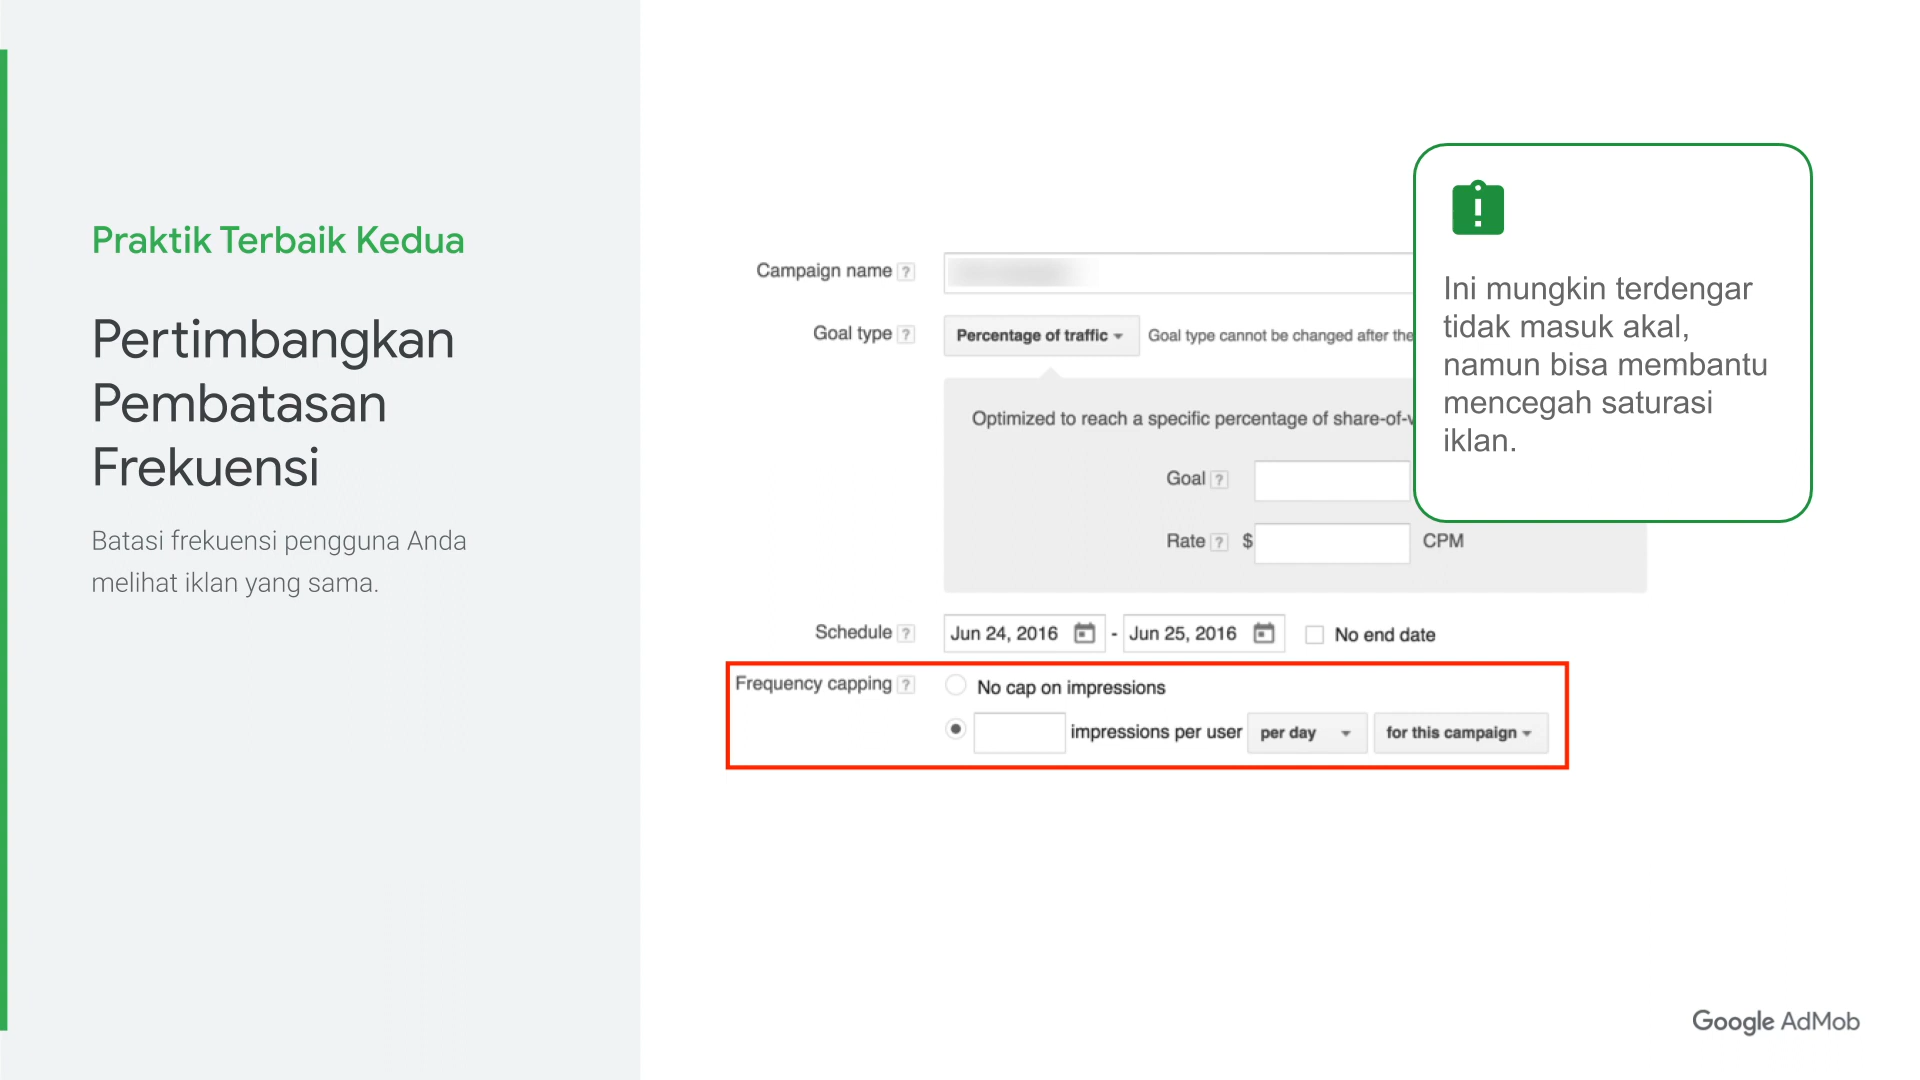 Praktik Terbaik Kedua
Pertimbangkan
Pembatasan
Frekuensi
Batasi frekuensi pengguna Anda
melihat iklan yang sama.
Campaign name ?
Goal type ?
Percentage of traffic
Goal type cannot be changed after the
Optimized to reach a specific percentage of share-of-
Goal ?
Rate ? $ CPM
Schedule ? Jun 24, 2016 - Jun 25, 2016 No end date
Frequency capping ? No cap on impressions
impressions per user per day for this campaign
!
Ini mungkin terdengar
tidak masuk akal,
namun bisa membantu
mencegah saturasi
iklan.
Google AdMob